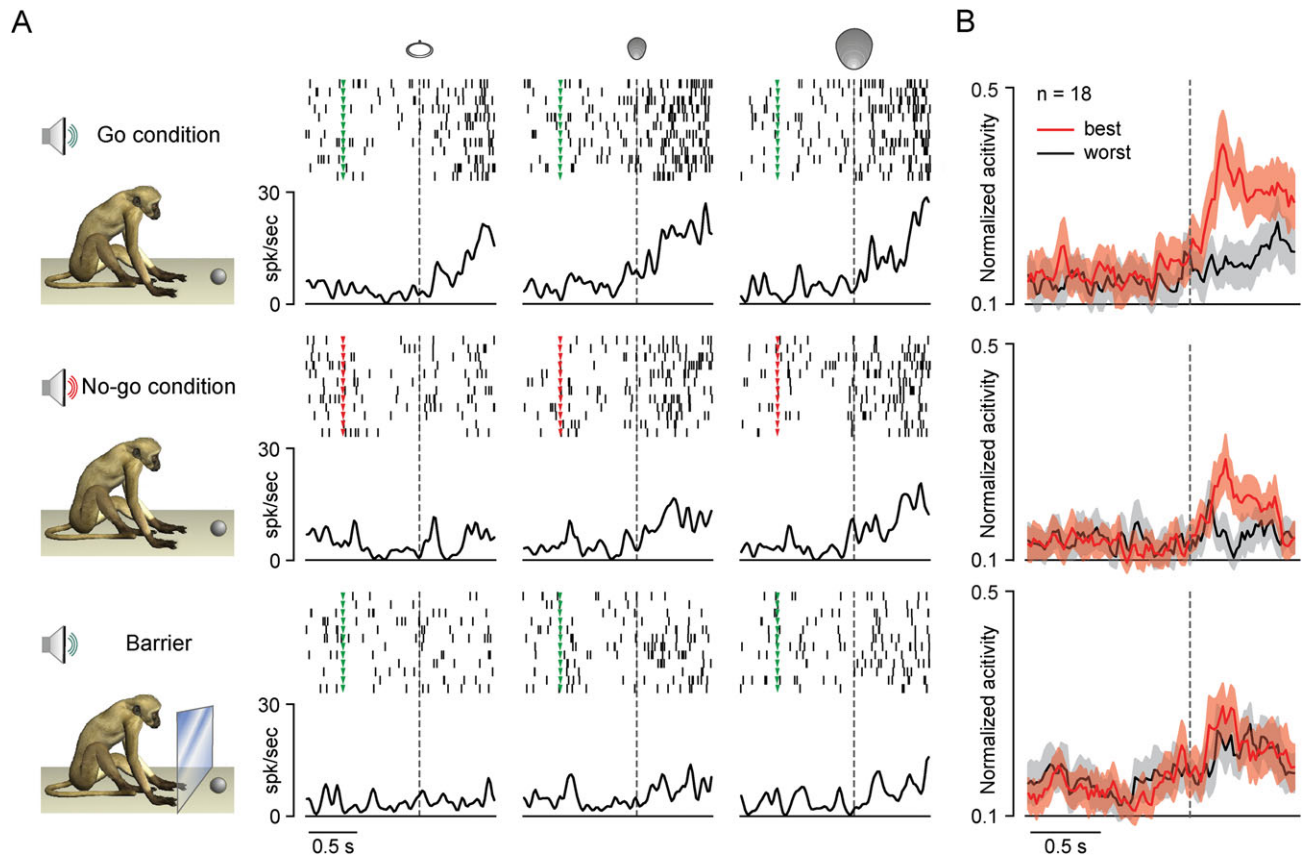 A
B
Go condition
30
spk/sec
0
0.5
n = 18
best
worst
Normalized acitivity
0.1
No-go condition
30
spk/sec
0
0.5
Normalized acitivity
0.1
Barrier
30
spk/sec
0
0.5 s
0.5
Normalized acitivity
0.1
0.5 s